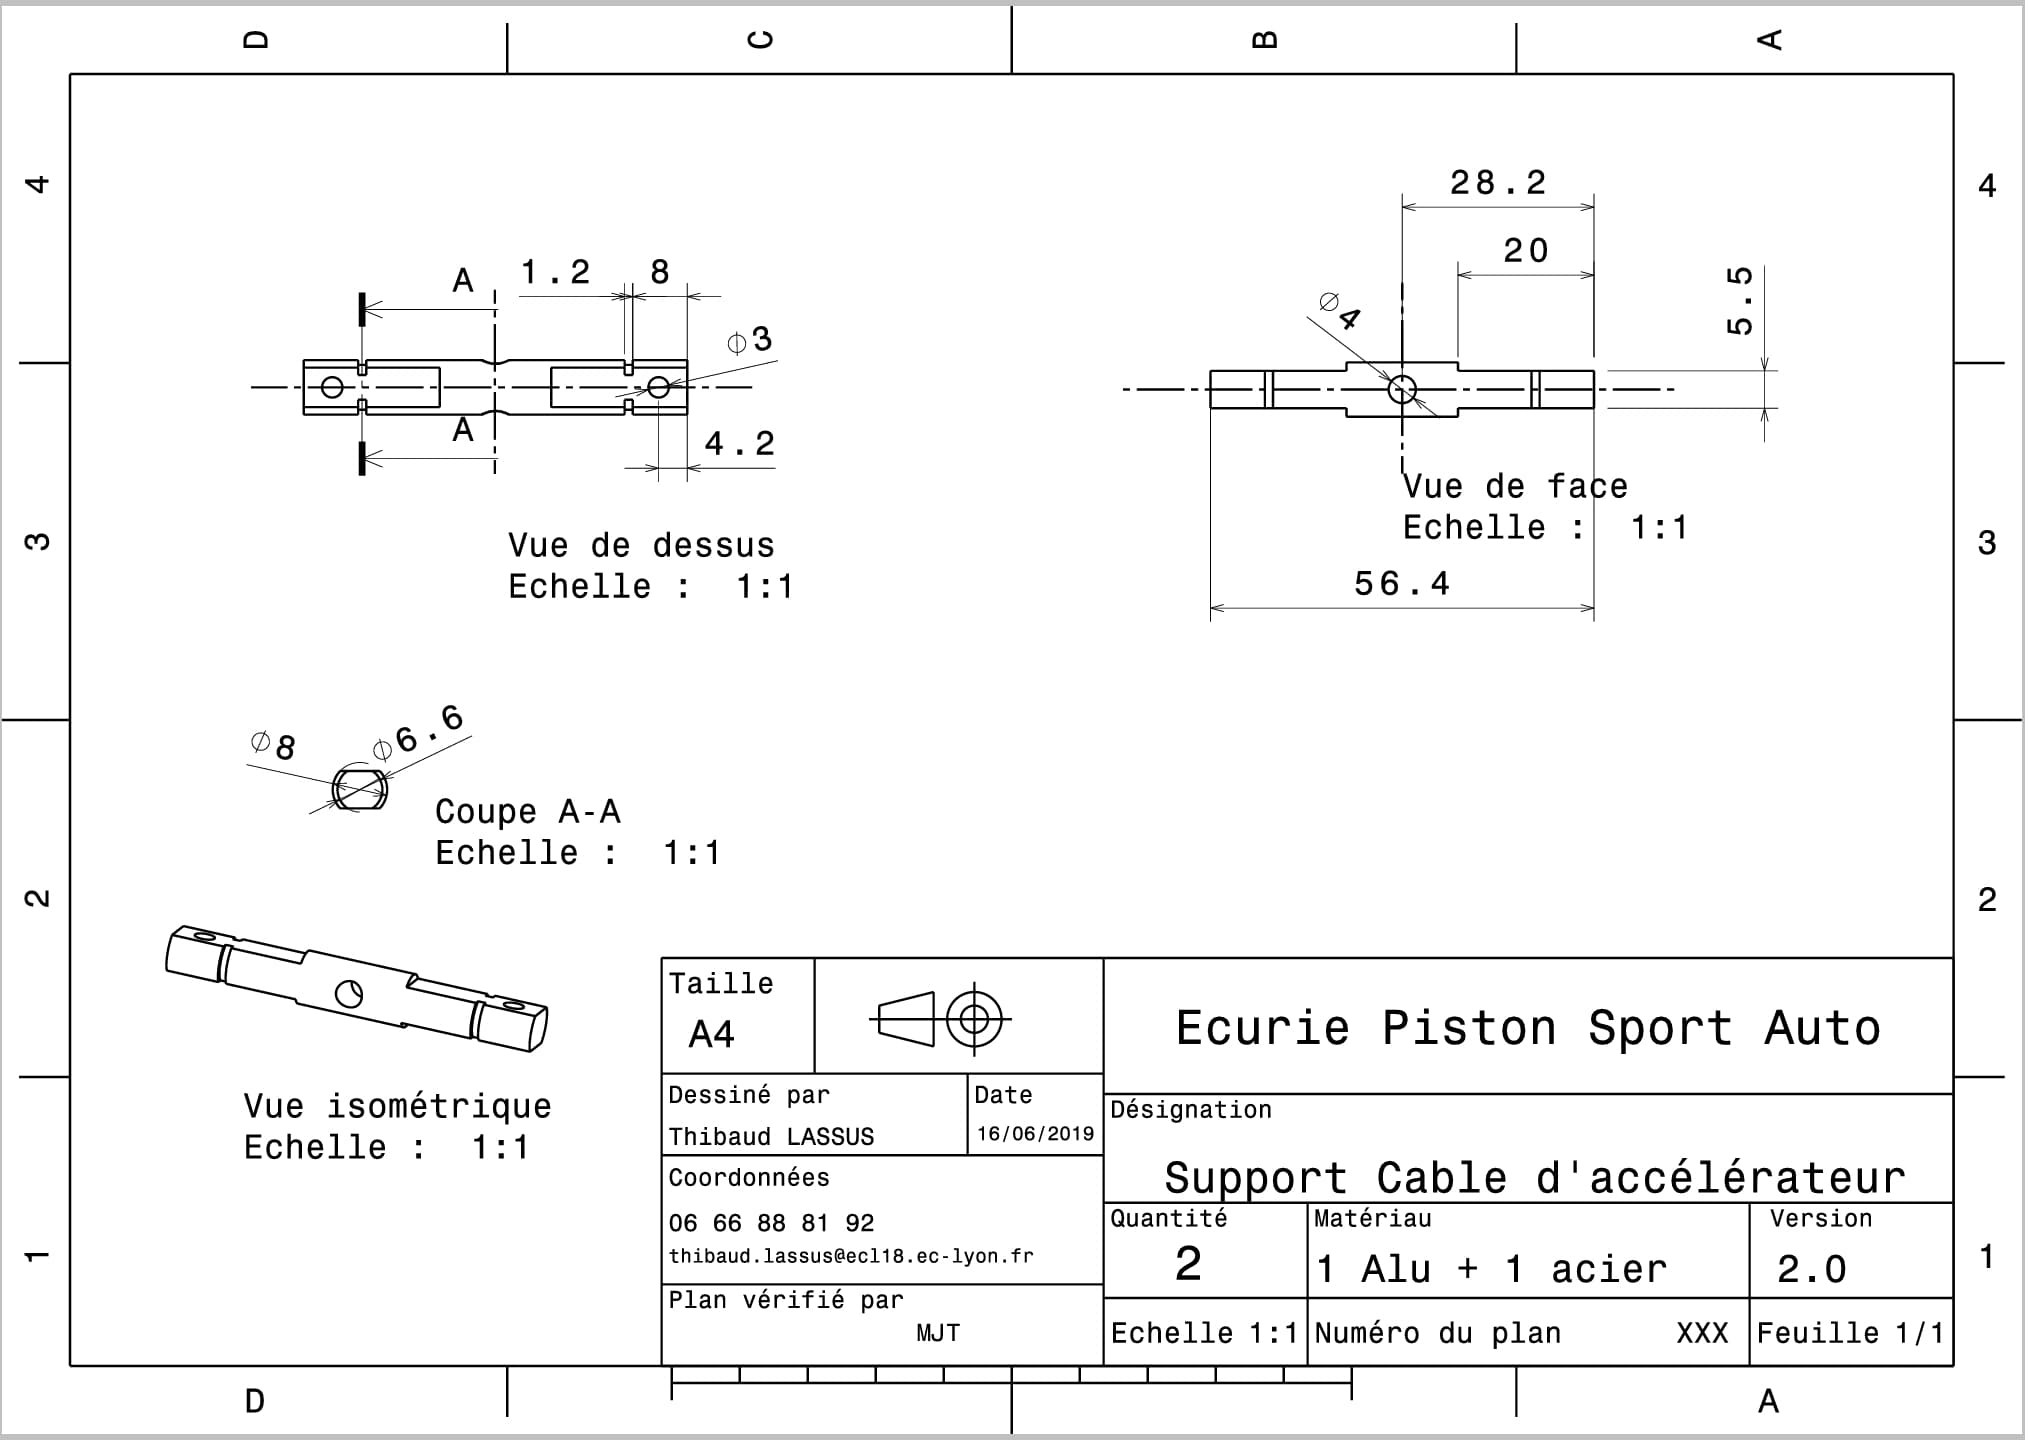 D C B A
4
4
28.2
20
5.5
⌀4
A
1.2
8
⌀3
A
4.2
Vue de face
Echelle : 1:1
56.4
3
3
Vue de dessus
Echelle : 1:1
⌀8
⌀6.6
Coupe A-A
Echelle : 1:1
2
2
Vue isométrique
Echelle : 1:1
Taille
A4
Ecurie Piston Sport Auto
Dessiné par
Thibaud LASSUS
Date
16/06/2019
Désignation
Support Cable d'accélérateur
Coordonnées
06 66 88 81 92
thibaud.lassus@ecl18.ec-lyon.fr
Quantité
2
Matériau
1 Alu + 1 acier
Version
2.0
Plan vérifié par
MJT
Echelle 1:1
Numéro du plan XXX
Feuille 1/1
1
1
D A